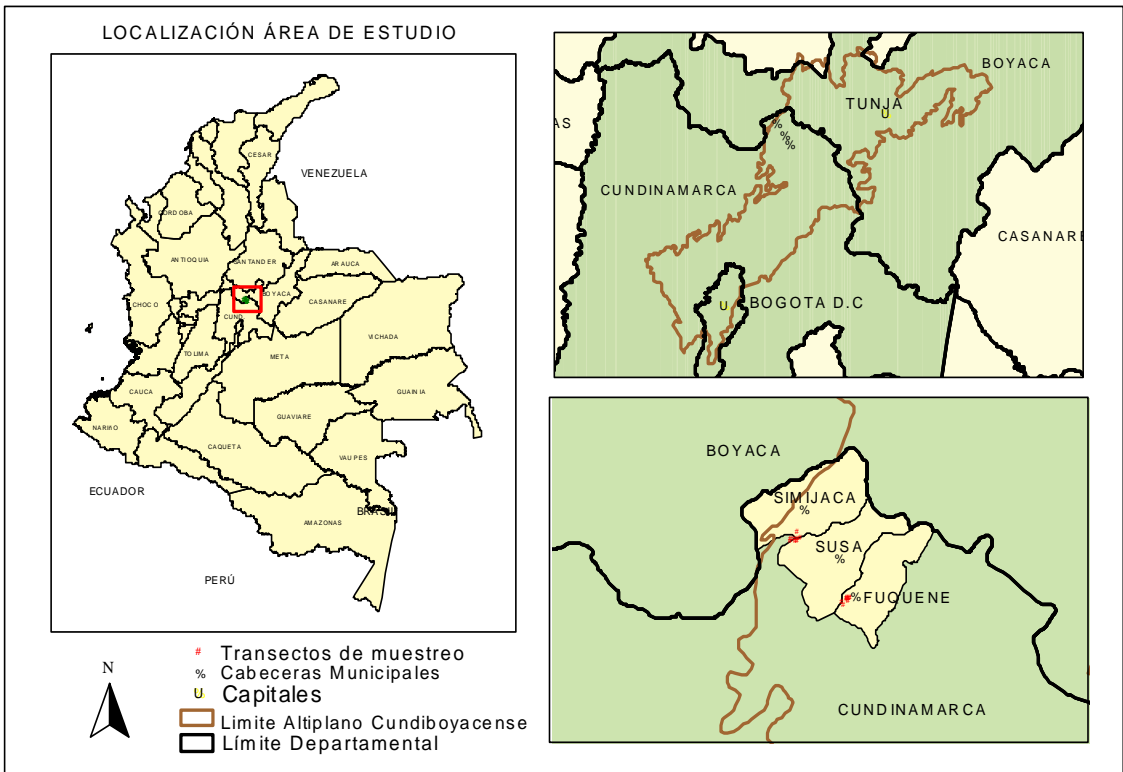 LOCALIZACIÓN ÁREA DE ESTUDIO
CESAR
VENEZUELA
CORDOBA
ANTIOQUIA
SANTANDER
ARAUCA
CHOCO
BOYACA
CASANARE
CUND
VICHADA
TOLIMA
META
CAUCA
GUAINIA
GUAVIARE
NARIÑO
CAQUETA
VAUPES
ECUADOR
BRASIL
AMAZONAS
PERÚ
N
# Transectos de muestreo
% Cabeceras Municipales
U Capitales
Limite Altiplano Cundiboyacense
Límite Departamental
BOYACA
TUNJA
U
AS
%
%
%
CUNDINAMARCA
CASANARE
U
BOGOTA D.C
BOYACA
SIMIJACA
%
#
SUSA
%
# % FUQUENE
CUNDINAMARCA